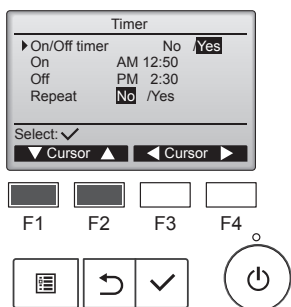 Timer
On/Off timer No /Yes
On AM 12:50
Off PM 2:30
Repeat No /Yes
Select:✓
▼ Cursor ▲ ◀ Cursor ▶
F1 F2 F3 F4